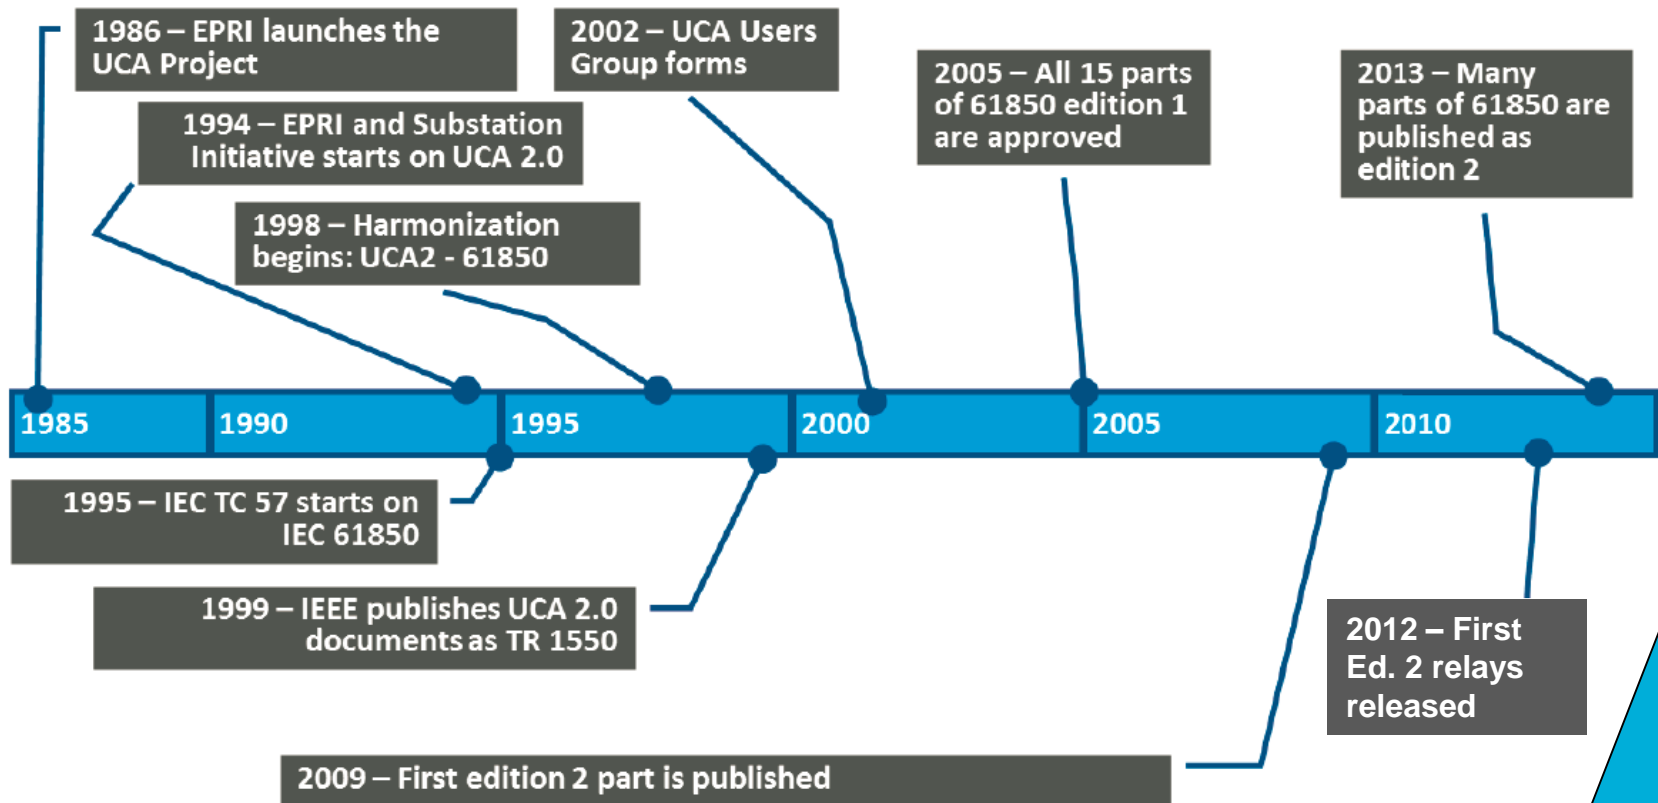 1986 – EPRI launches the
UCA Project
2002 – UCA Users
Group forms
2005 – All 15 parts
of 61850 edition 1
are approved
2013 – Many
parts of 61850 are
published as
edition 2
1994 – EPRI and Substation
Initiative starts on UCA 2.0
1998 – Harmonization
begins: UCA2 - 61850
1985
1990
1995
2000
2005
2010
1995 – IEC TC 57 starts on
IEC 61850
1999 – IEEE publishes UCA 2.0
documents as TR 1550
2012 – First
Ed. 2 relays
released
2009 – First edition 2 part is published